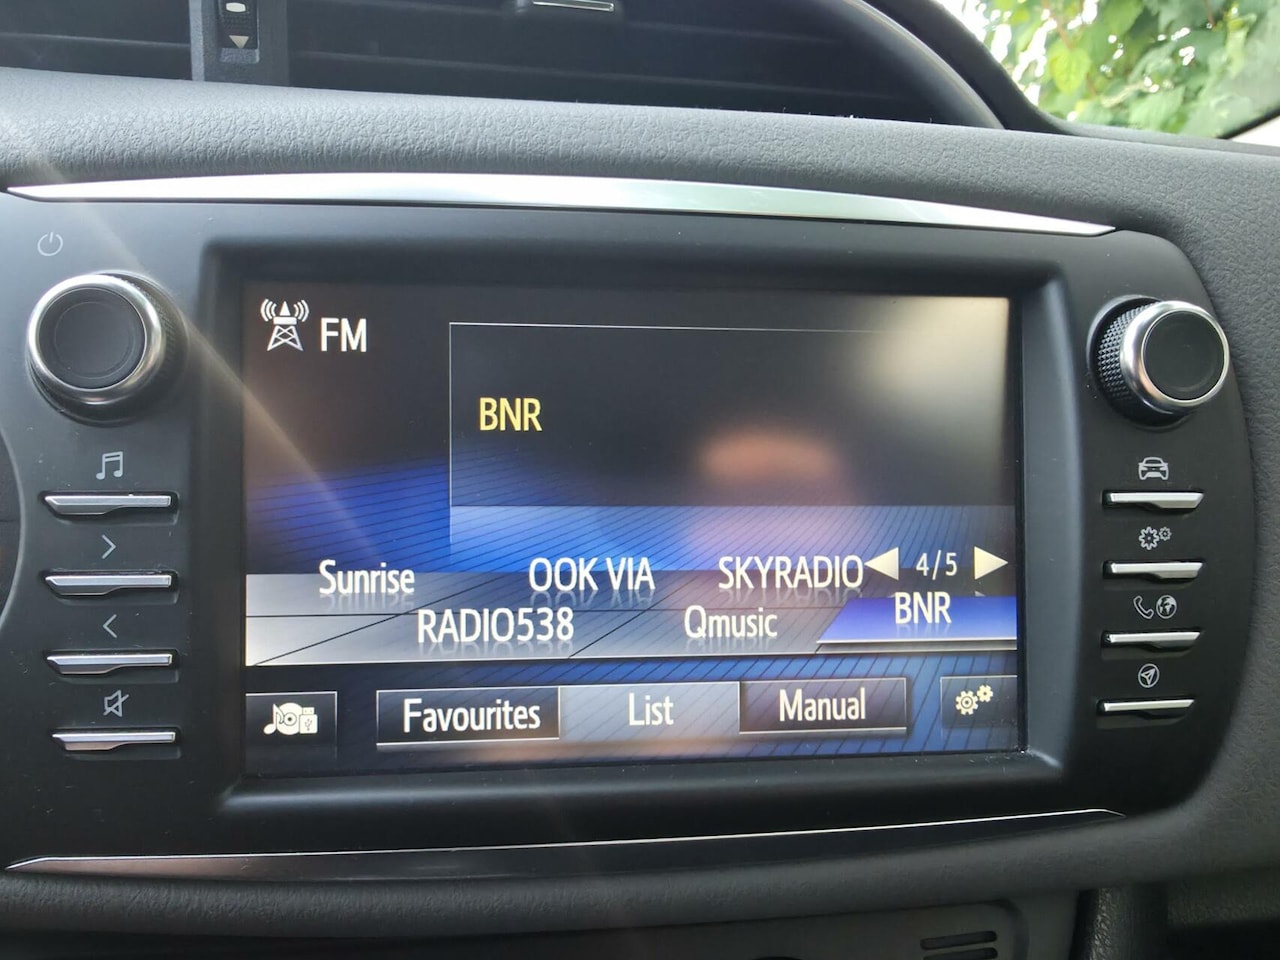 FM
BNR
Sunrise OOK VIA SKYRADIO 4/5
RADIO538 Qmusic BNR
Favourites List Manual